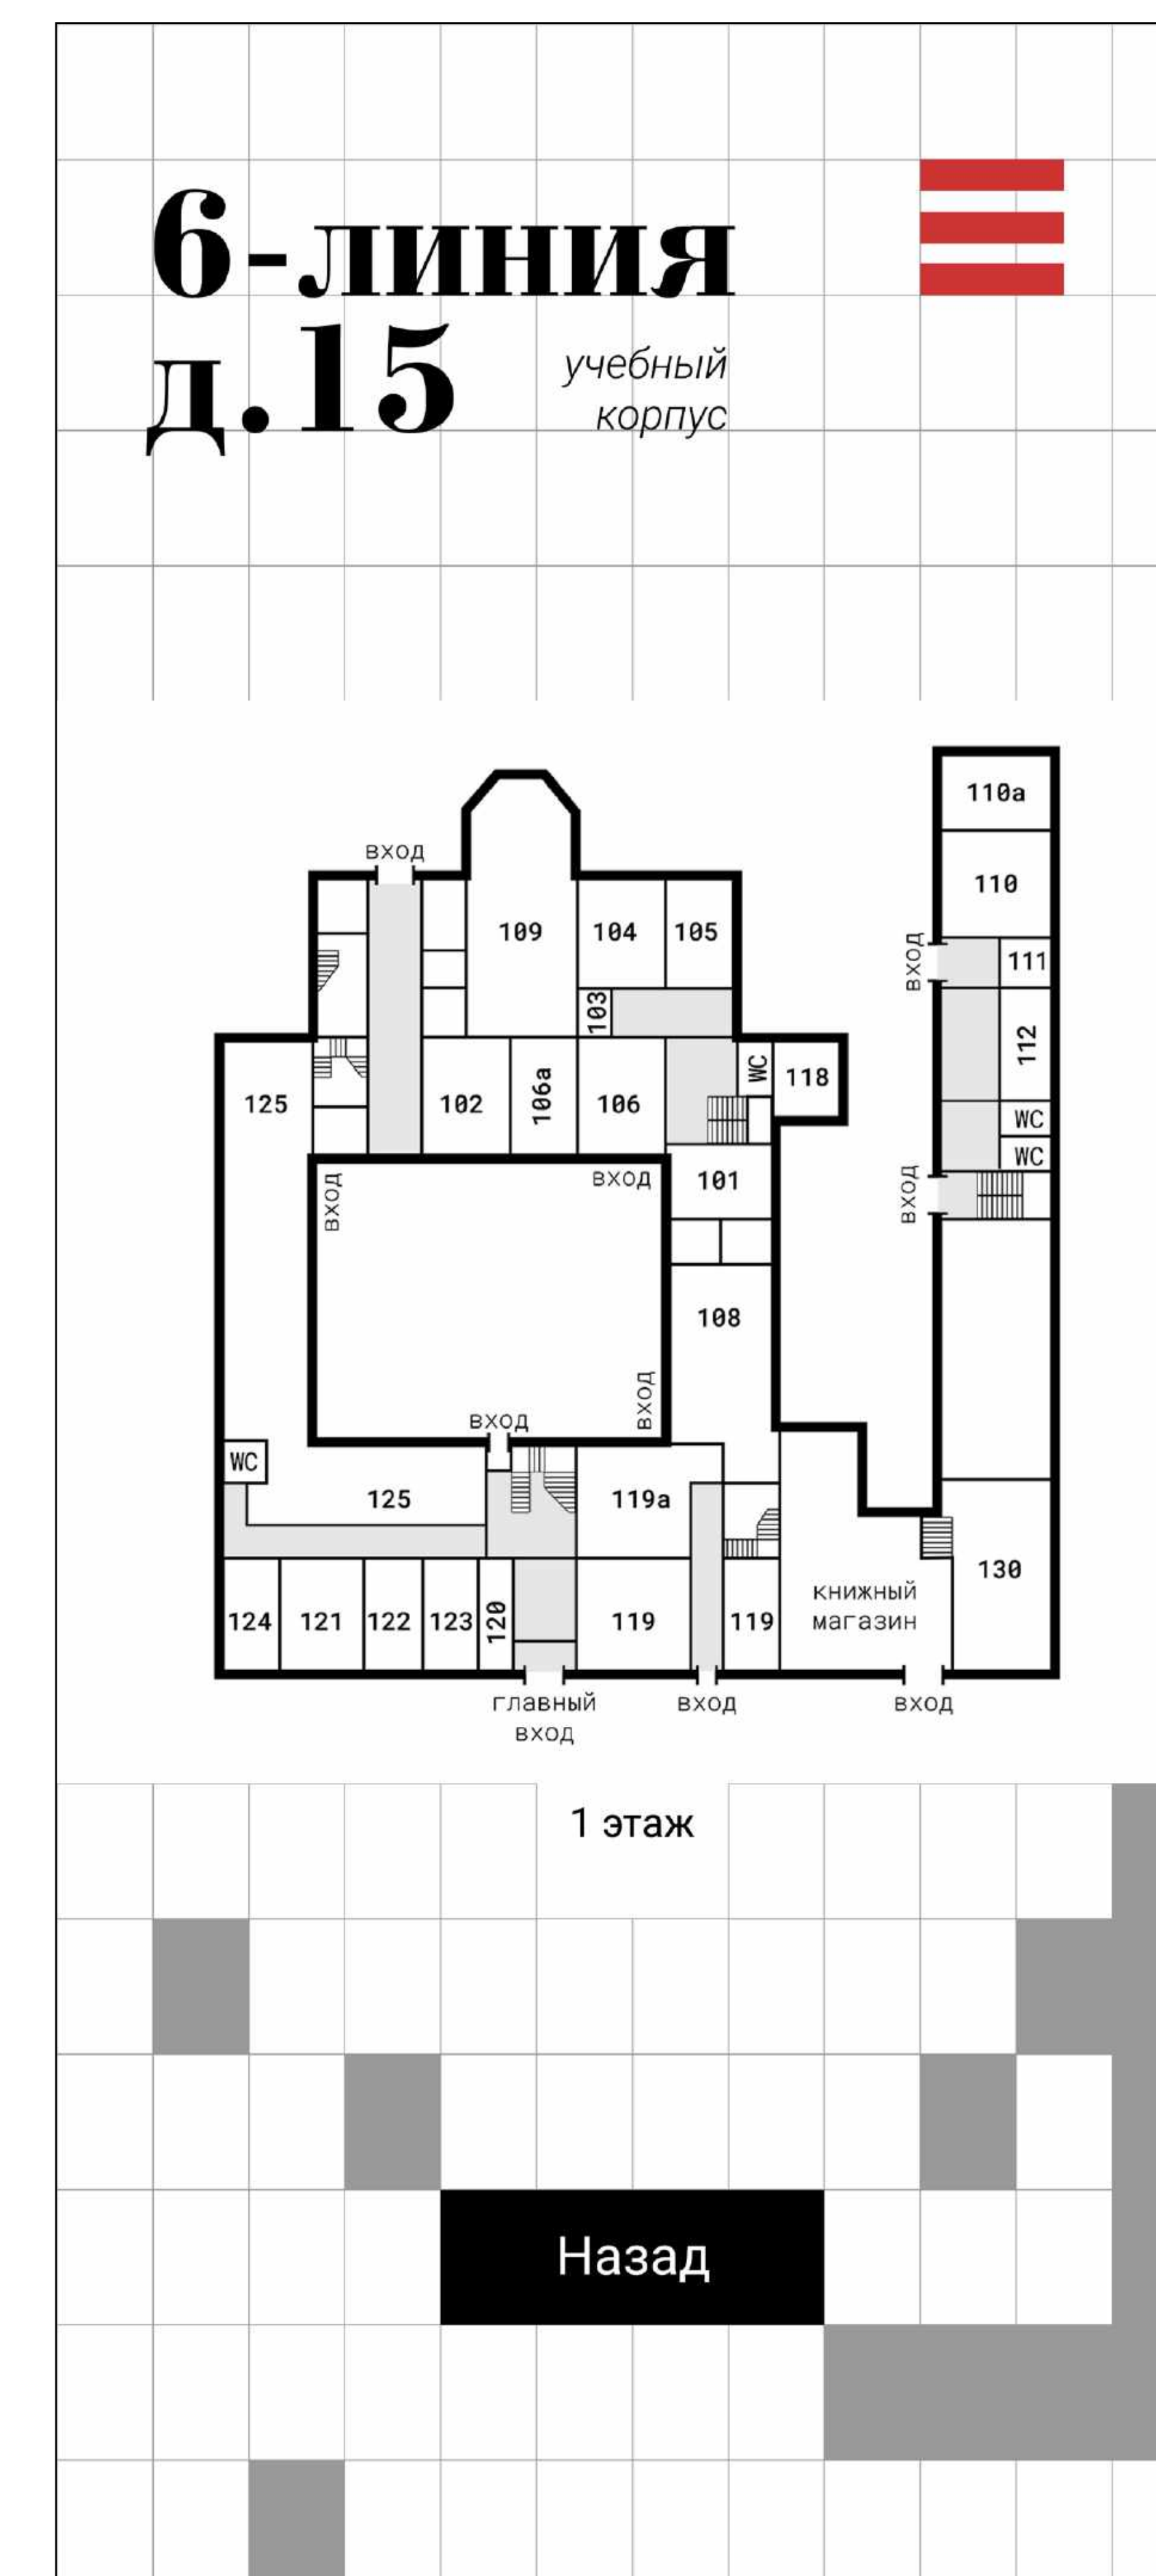 6-линия
д.15
учебный
корпус
110а
вход
110
109
104
105
вход
111
103
112
WC
118
125
102
106а
106
WC
WC
вход
вход
101
вход
108
вход
вход
WC
125
119а
130
книжный
магазин
124
121
122
123
120
119
119
главный
вход
вход
вход
1 этаж
Назад